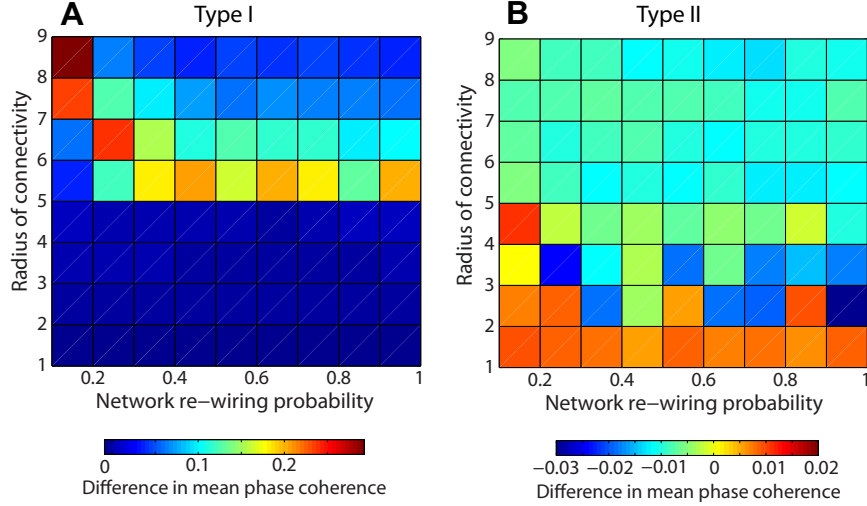 A
Type I
9
8
7
6
5
4
3
2
1
Radius of connectivity
0.2 0.4 0.6 0.8 1
Network re−wiring probability
0 0.1 0.2
Difference in mean phase coherence
B
Type II
9
8
7
6
5
4
3
2
1
Radius of connectivity
0.2 0.4 0.6 0.8 1
Network re−wiring probability
−0.03 −0.02 −0.01 0 0.01 0.02
Difference in mean phase coherence